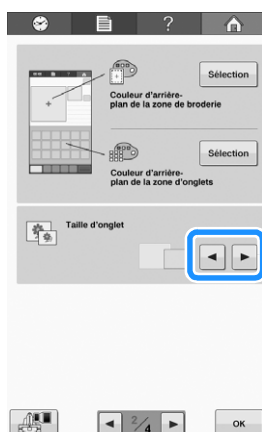 ?
Sélection
Couleur d'arrière-
plan de la zone de broderie
Sélection
Couleur d'arrière-
plan de la zone d'onglets
Taille d'onglet
2/4
OK